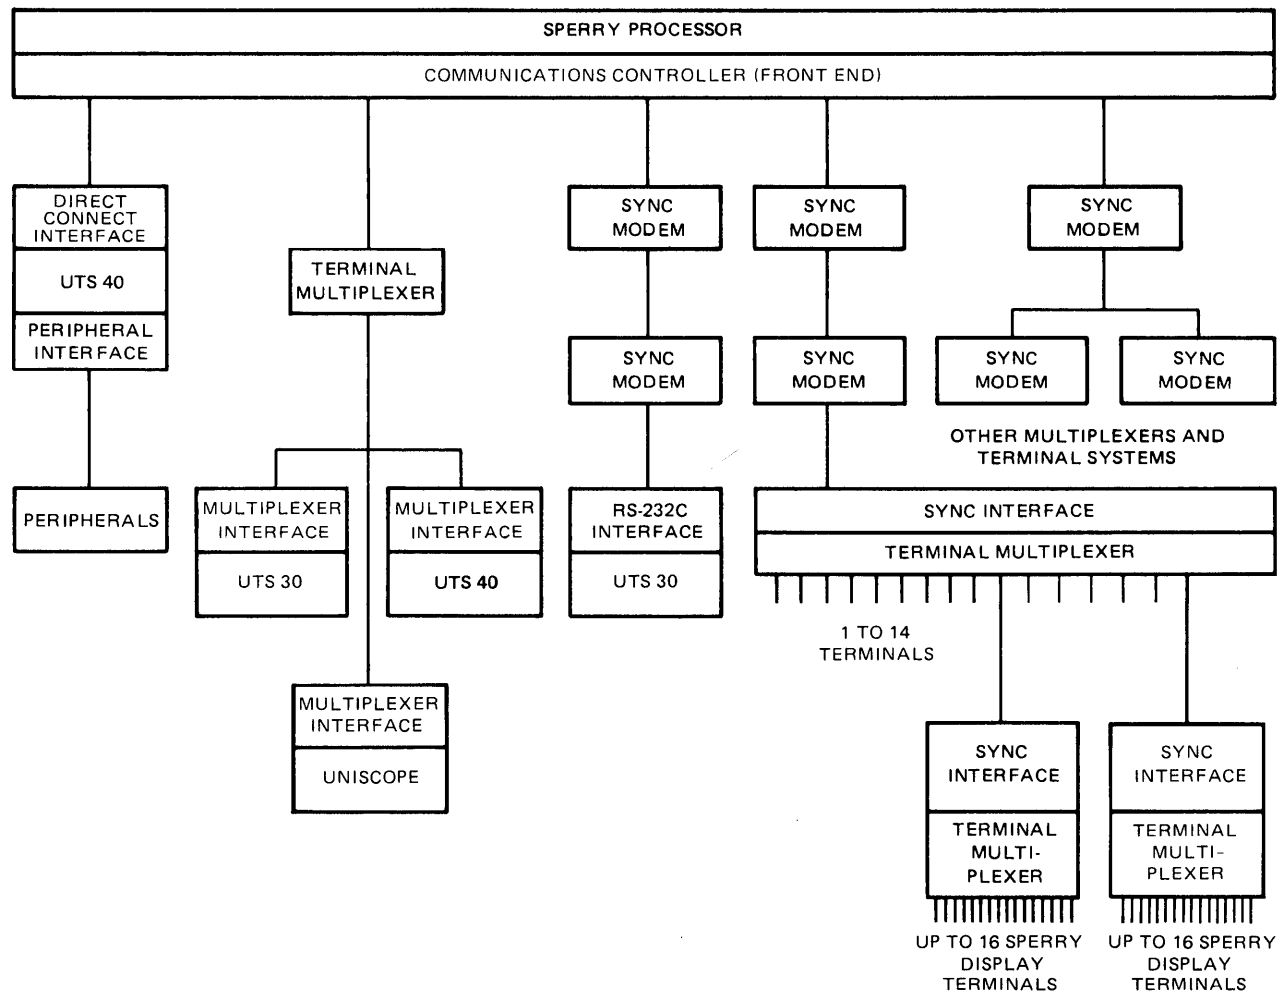 SPERRY PROCESSOR
COMMUNICATIONS CONTROLLER (FRONT END)
DIRECT
CONNECT
INTERFACE
UTS 40
PERIPHERAL
INTERFACE
PERIPHERALS
TERMINAL
MULTIPLEXER
MULTIPLEXER
INTERFACE
UTS 30
MULTIPLEXER
INTERFACE
UTS 40
MULTIPLEXER
INTERFACE
UNISCOPE
SYNC
MODEM
SYNC
MODEM
RS-232C
INTERFACE
UTS 30
SYNC
MODEM
SYNC
MODEM
SYNC INTERFACE
TERMINAL MULTIPLEXER
1 TO 14
TERMINALS
SYNC
MODEM
SYNC
MODEM
SYNC
MODEM
OTHER MULTIPLEXERS AND
TERMINAL SYSTEMS
SYNC
INTERFACE
TERMINAL
MULTI-
PLEXER
UP TO 16 SPERRY
DISPLAY
TERMINALS
SYNC
INTERFACE
TERMINAL
MULTI-
PLEXER
UP TO 16 SPERRY
DISPLAY
TERMINALS